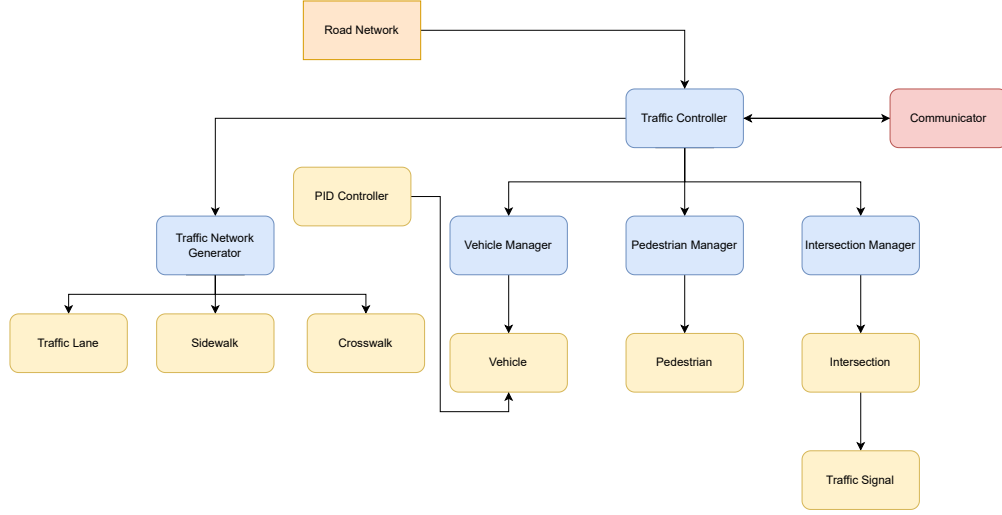 Road Network
Traffic Controller
Communicator
PID Controller
Traffic Network
Generator
Vehicle Manager
Pedestrian Manager
Intersection Manager
Traffic Lane
Sidewalk
Crosswalk
Vehicle
Pedestrian
Intersection
Traffic Signal